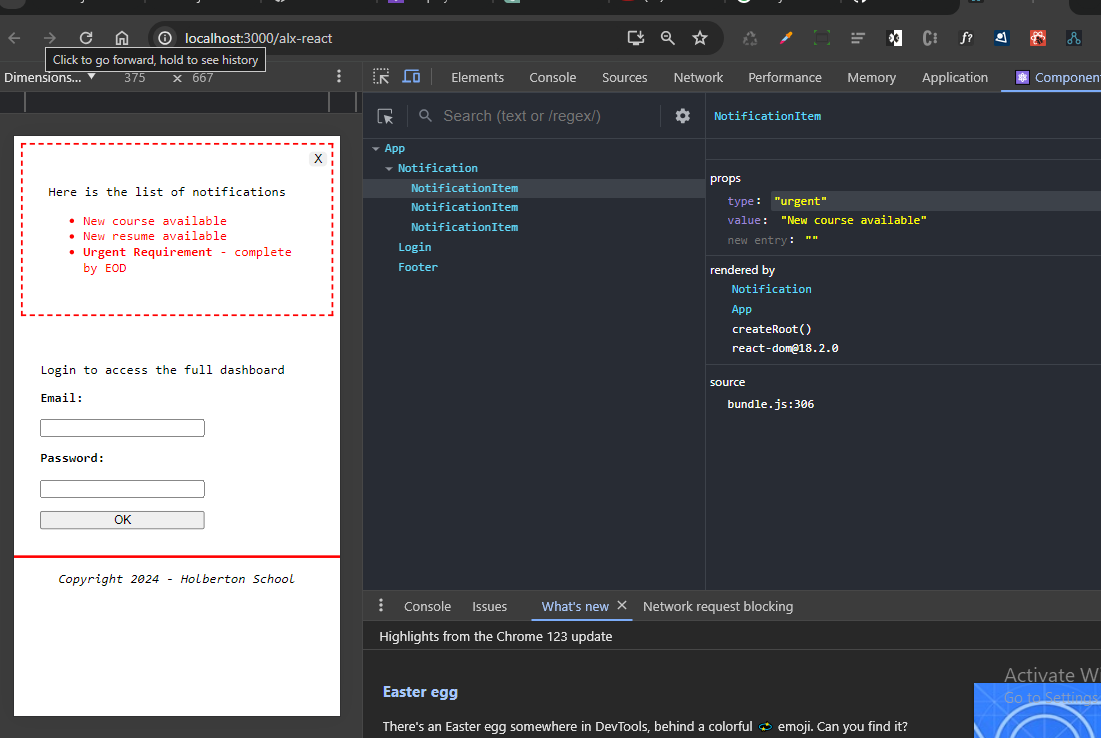 localhost:3000/alx-react
Click to go forward, hold to see history
Dimensions... 375 × 667
Elements Console Sources Network Performance Memory Application Componen
Search (text or /regex/)
NotificationItem
App
Notification
NotificationItem
NotificationItem
NotificationItem
Login
Footer
props
type: "urgent"
value: "New course available"
new entry: ""
rendered by
Notification
App
createRoot()
react-dom@18.2.0
source
bundle.js:306
X
Here is the list of notifications
New course available
New resume available
Urgent Requirement - complete
by EOD
Login to access the full dashboard
Email:
Password:
OK
Copyright 2024 - Holberton School
Console Issues What's new Network request blocking
Highlights from the Chrome 123 update
Easter egg
There's an Easter egg somewhere in DevTools, behind a colorful emoji. Can you find it?
Activate Wi
Go to Settings